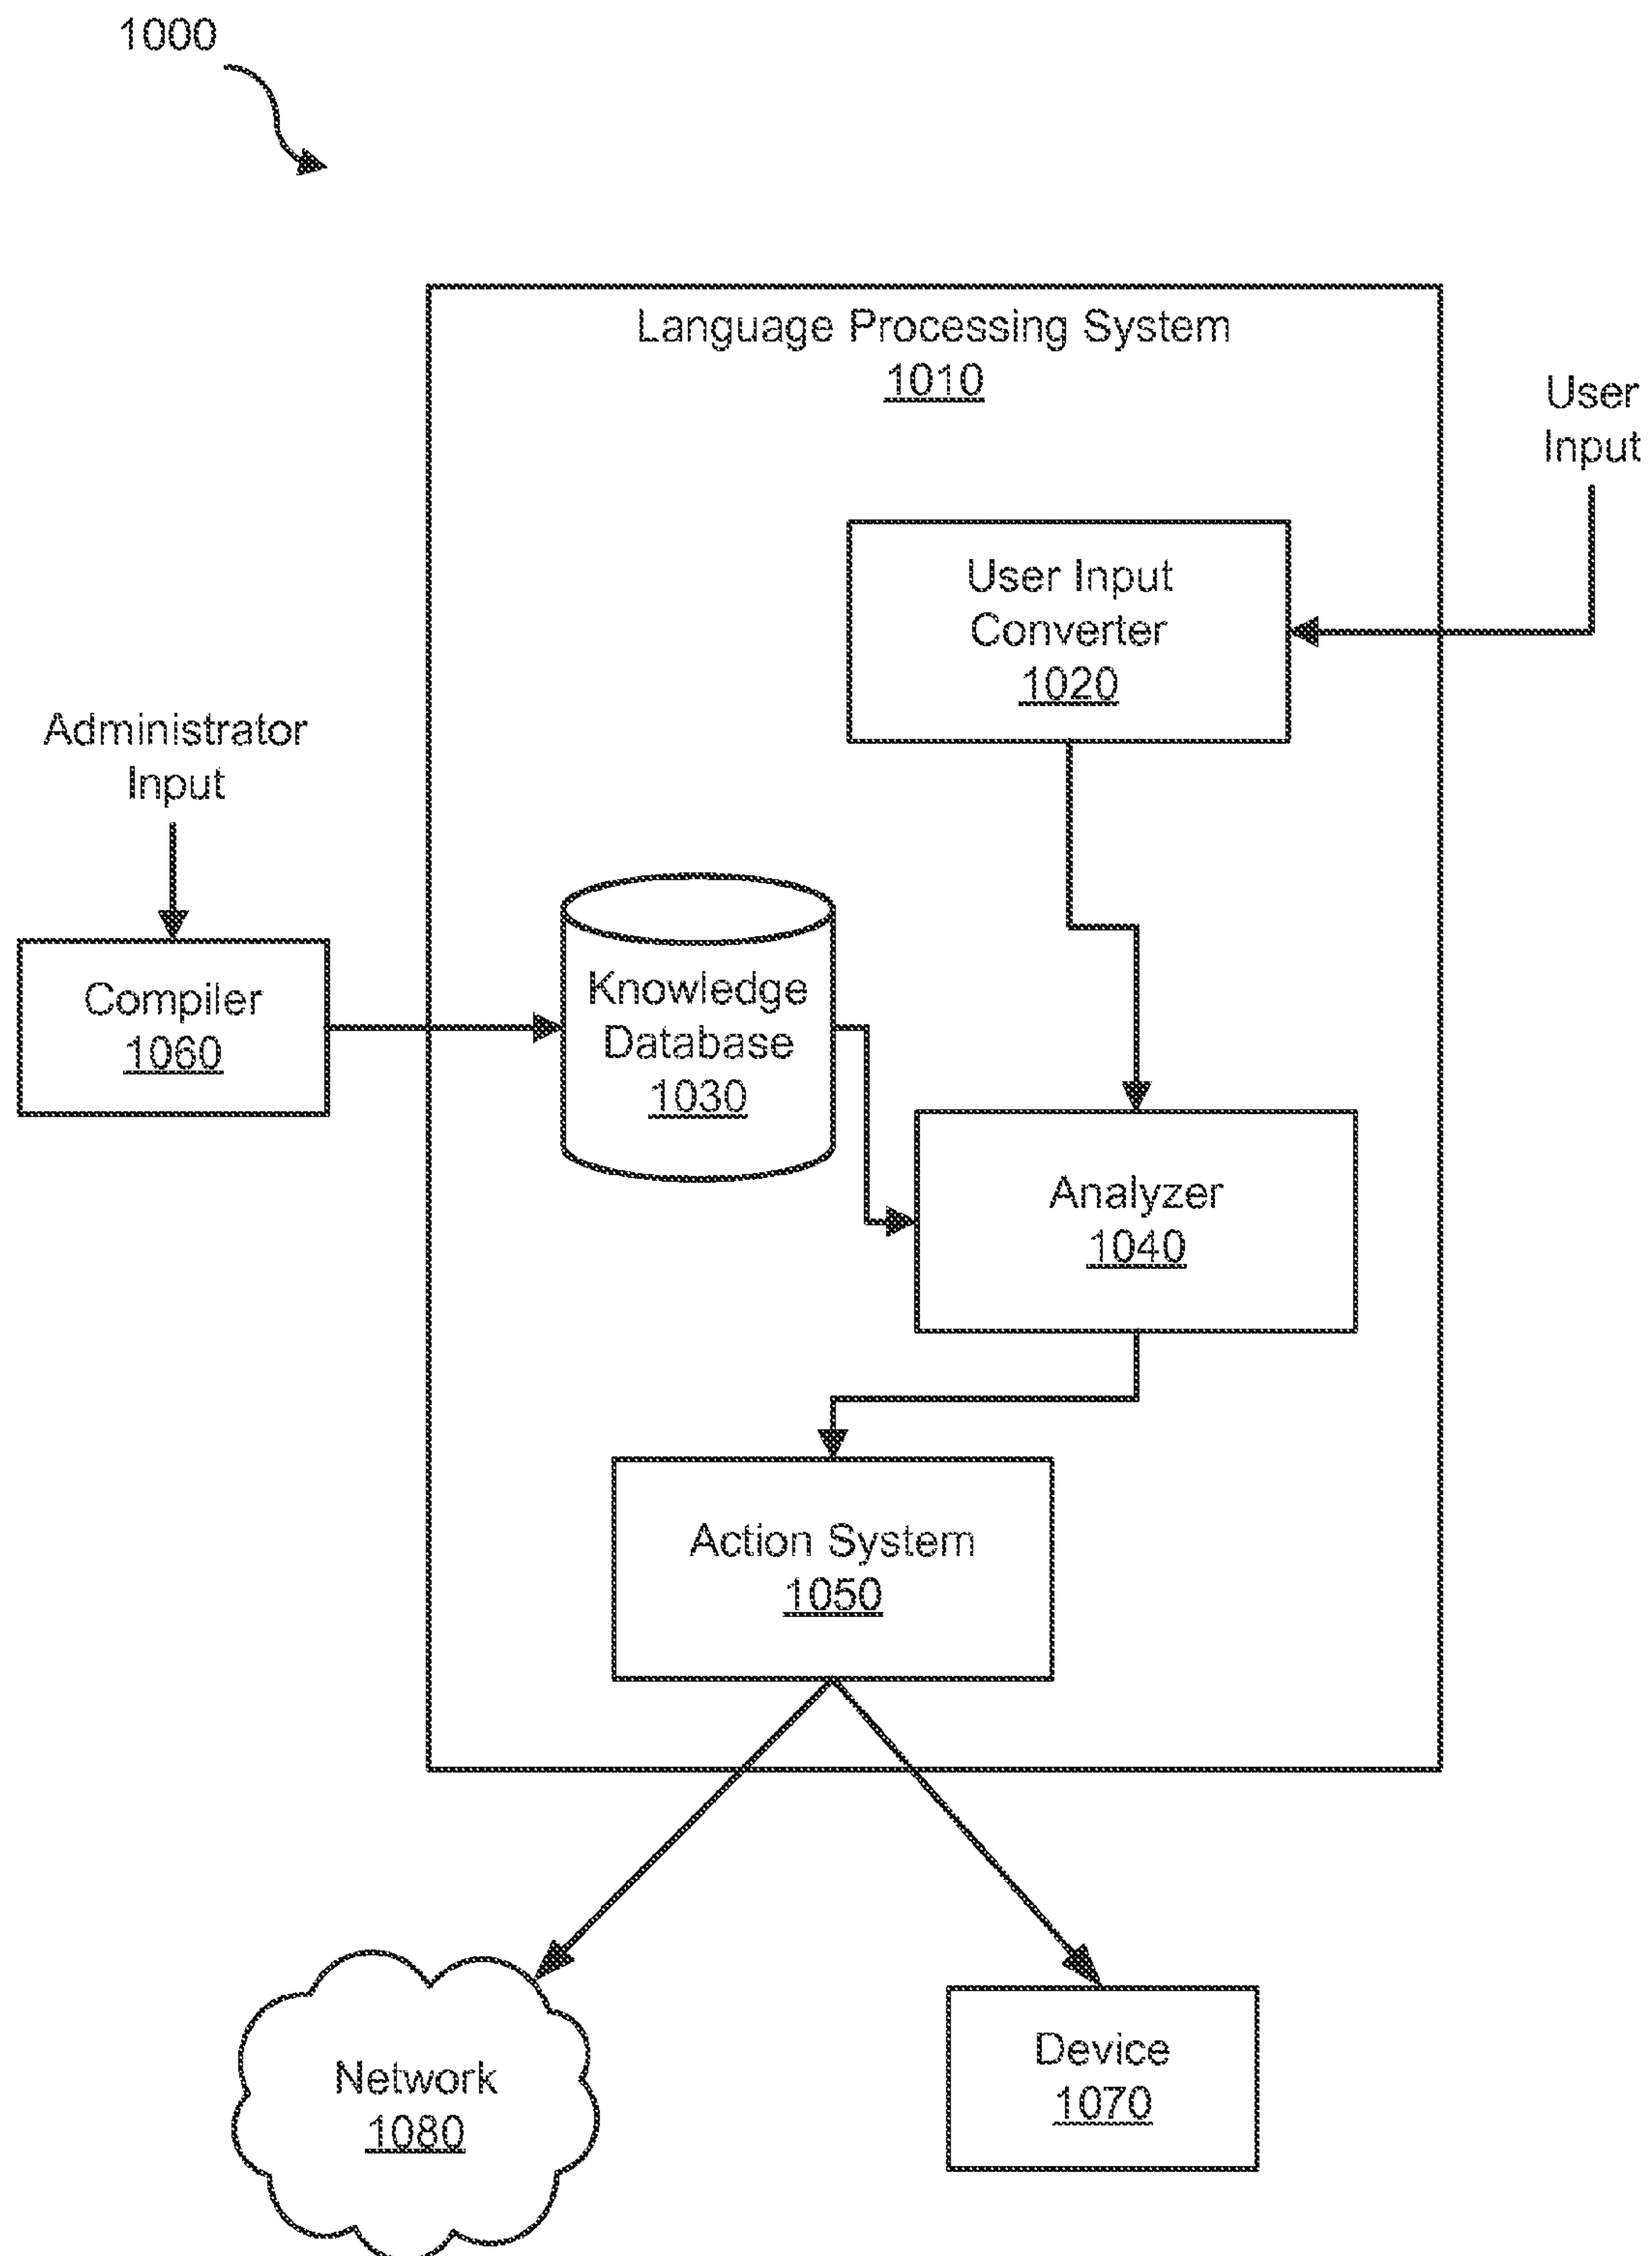 1000
Language Processing System
1010
User
Input
User Input
Converter
1020
Administrator
Input
Compiler
1060
Knowledge
Database
1030
Analyzer
1040
Action System
1050
Network
1080
Device
1070